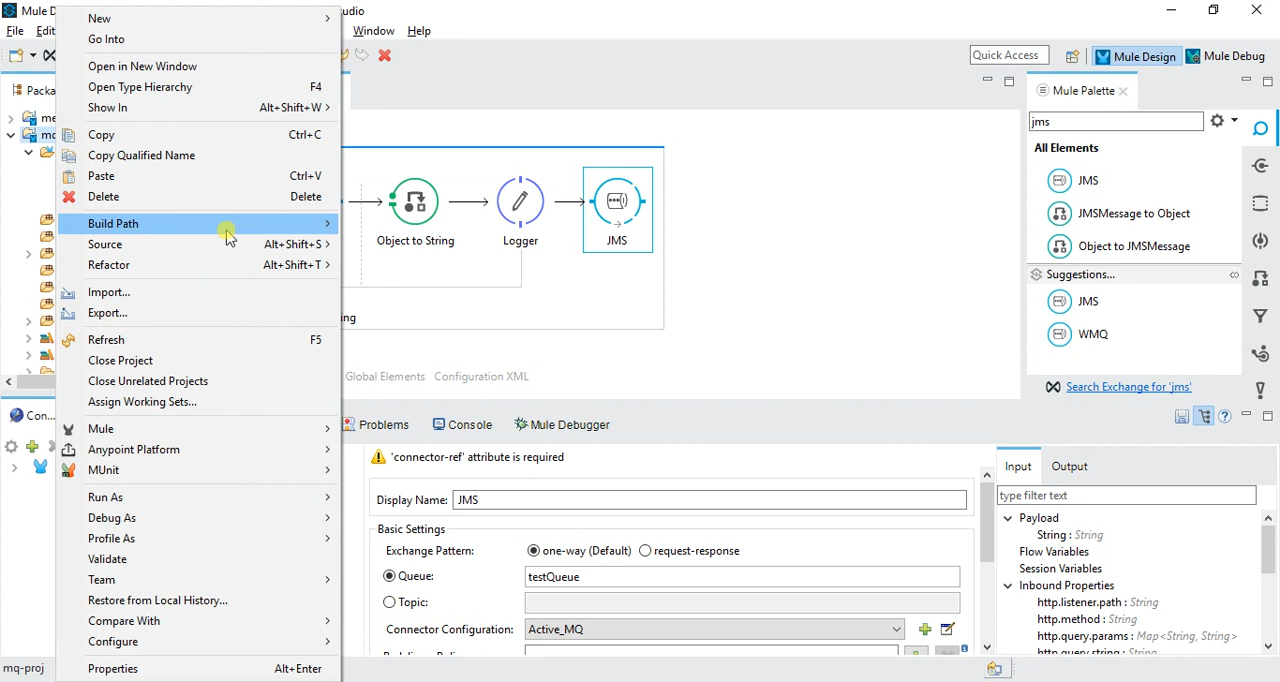 Mule D
udio
File
Edit
Window
Help
Quick Access
Mule Design
Mule Debug
Packa
me
mc
New
Go Into
Open in New Window
Open Type Hierarchy F4
Show In Alt+Shift+W
Copy Ctrl+C
Copy Qualified Name
Paste Ctrl+V
Delete Delete
Build Path
Source Alt+Shift+S
Refactor Alt+Shift+T
Import...
Export...
Refresh F5
Close Project
Close Unrelated Projects
Assign Working Sets...
Mule
Anypoint Platform
MUnit
Run As
Debug As
Profile As
Validate
Team
Restore from Local History...
Compare With
Configure
Properties Alt+Enter
Con...
mq-proj
Object to String
Logger
JMS
ing
Global Elements Configuration XML
Mule Palette
jms
All Elements
JMS
JMSMessage to Object
Object to JMSMessage
Suggestions...
JMS
WMQ
Search Exchange for 'jms'
Problems
Console
Mule Debugger
'connector-ref' attribute is required
Display Name: JMS
Basic Settings
Exchange Pattern: one-way (Default) request-response
Queue: testQueue
Topic:
Connector Configuration: Active_MQ
Input
Output
type filter text
Payload
String : String
Flow Variables
Session Variables
Inbound Properties
http.listener.path : String
http.method : String
http.query.params : Map<String, String>
http.query.string : String